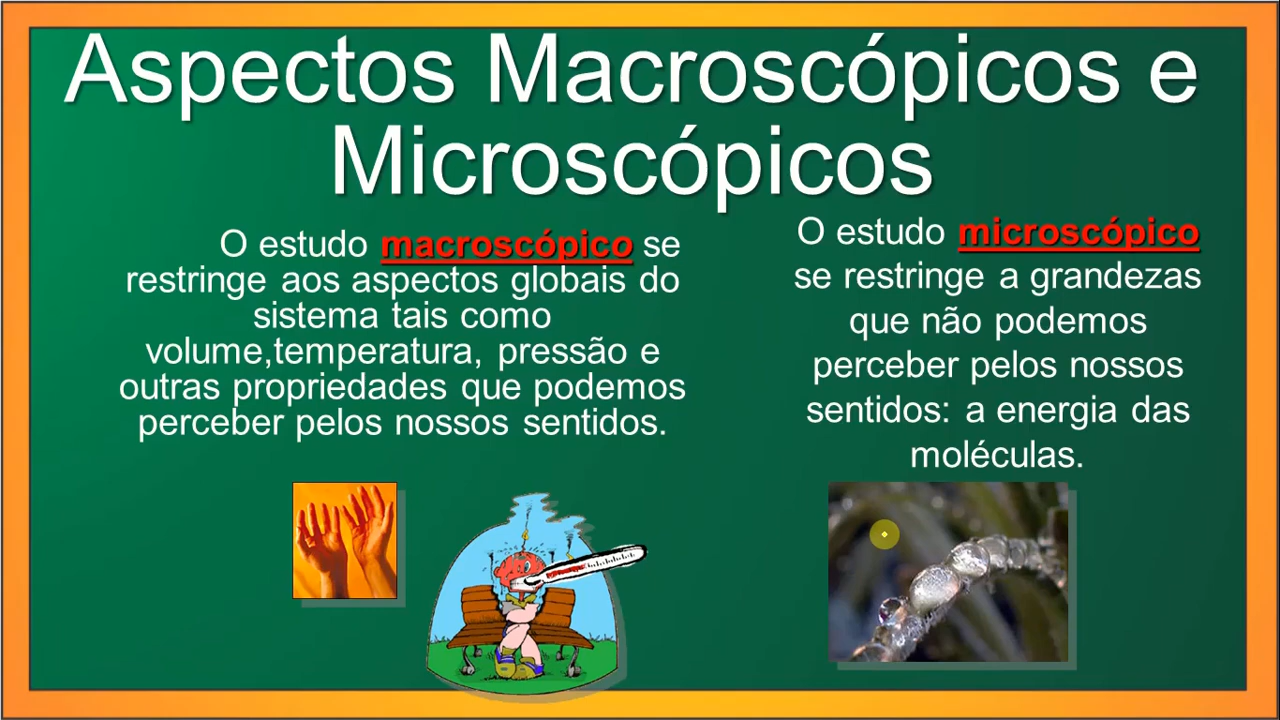 Aspectos Macroscópicos e
Microscópicos
O estudo macroscópico se
restringe aos aspectos globais do
sistema tais como
volume,temperatura, pressão e
outras propriedades que podemos
perceber pelos nossos sentidos.
O estudo microscópico
se restringe a grandezas
que não podemos
perceber pelos nossos
sentidos: a energia das
moléculas.